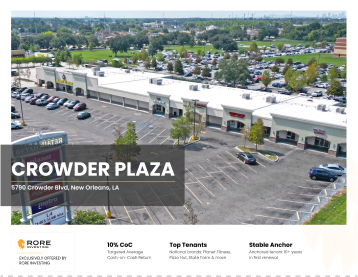 CROWDER PLAZA
5790 Crowder Blvd, New Orleans, LA
RORE
INVESTING
EXCLUSIVELY OFFERED BY
RORE INVESTING
10% CoC
Targeted Average
Cash-on-Cash Return
Top Tenants
National brands, Planet Fitness,
Pizza Hut, State Farm & more
Stable Anchor
Anchored tenant 10+ years
in first renewal